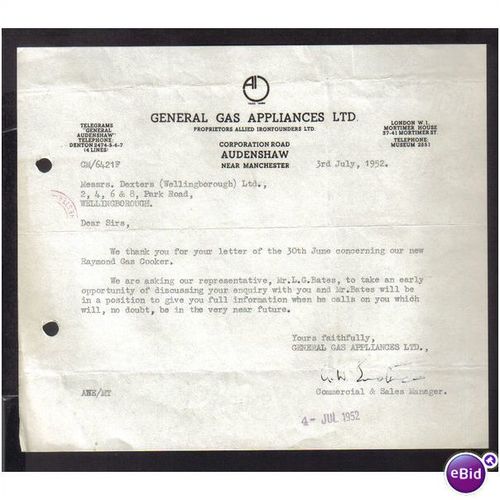 AID
GENERAL GAS APPLIANCES LTD.
PROPRIETORS ALLIED IRONFOUNDERS LTD.
TELEGRAMS
"GENERAL
AUDENSHAW"
TELEPHONE
DENTON 2474-5-6-7
(4 LINES)
CORPORATION ROAD
AUDENSHAW
NEAR MANCHESTER
LONDON W.1.
MORTIMER HOUSE
37-41 MORTIMER ST
TELEPHONE
MUSEUM 2551
GM/6421F
3rd July, 1952.
Messrs. Dexters (Wellingborough) Ltd.,
2, 4, 6 & 8, Park Road,
WELLINGBOROUGH.
Dear Sirs,
We thank you for your letter of the 30th June concerning our new
Raymond Gas Cooker.
We are asking our representative, Mr.L.G.Bates, to take an early
opportunity of discussing your enquiry with you and Mr.Bates will be
in a position to give you full information when he calls on you which
will, no doubt, be in the very near future.
Yours faithfully,
GENERAL GAS APPLIANCES LTD.,
Commercial & Sales Manager.
AWE/MT
4- JUL 1952
eBid